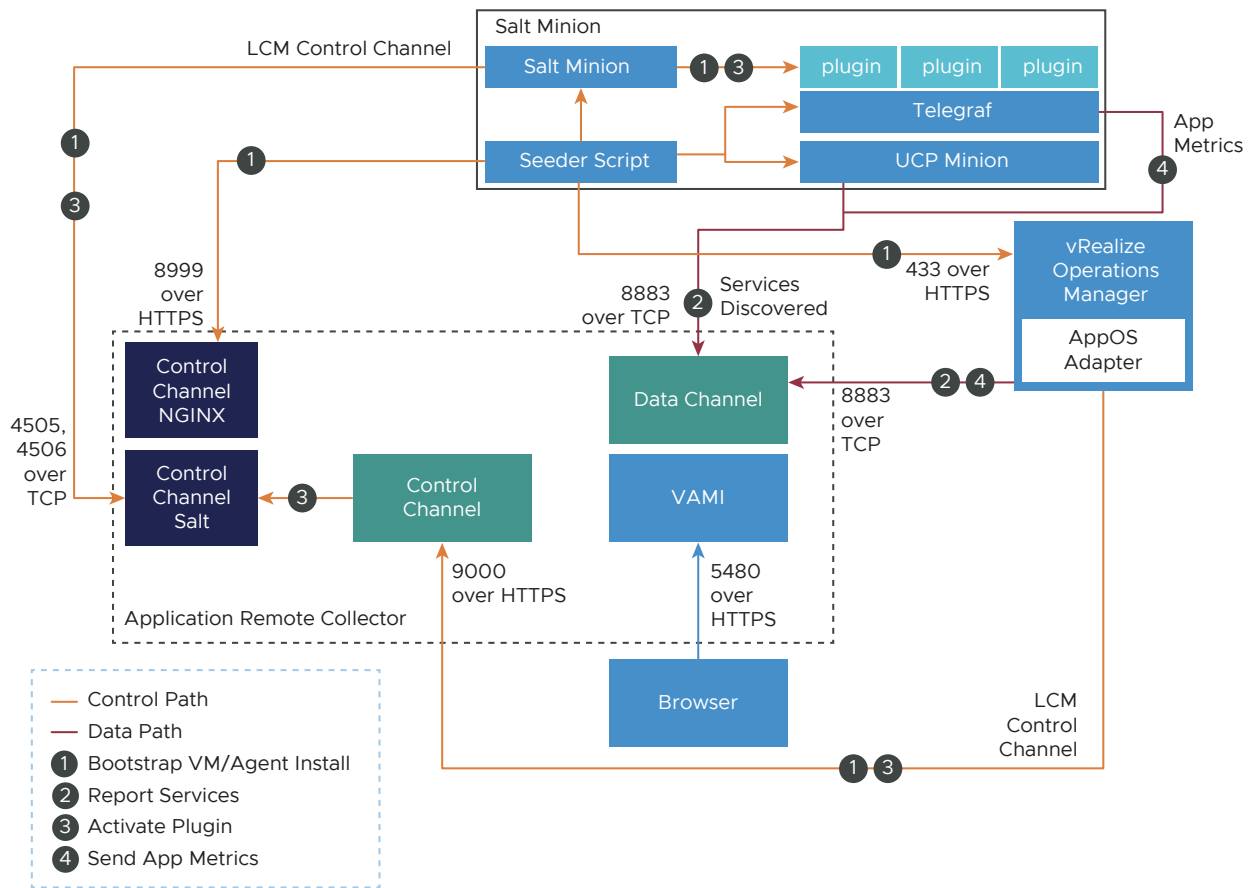 Salt Minion
LCM Control Channel
Salt Minion
1
3
plugin
plugin
plugin
Telegraf
App
Metrics
1
1
Seeder Script
UCP Minion
4
3
1
vRealize
Operations
Manager
8999
over
HTTPS
433 over
HTTPS
8883
over TCP
2
Services
Discovered
AppOS
Adapter
Control
Channel
NGINX
Data Channel
2
4
8883
over
TCP
4505,
4506
over
TCP
Control
Channel
Salt
3
Control
Channel
VAMI
9000
over HTTPS
5480
over
HTTPS
Application Remote Collector
Browser
LCM
Control
Channel
1
3
Control Path
Data Path
1 Bootstrap VM/Agent Install
2 Report Services
3 Activate Plugin
4 Send App Metrics